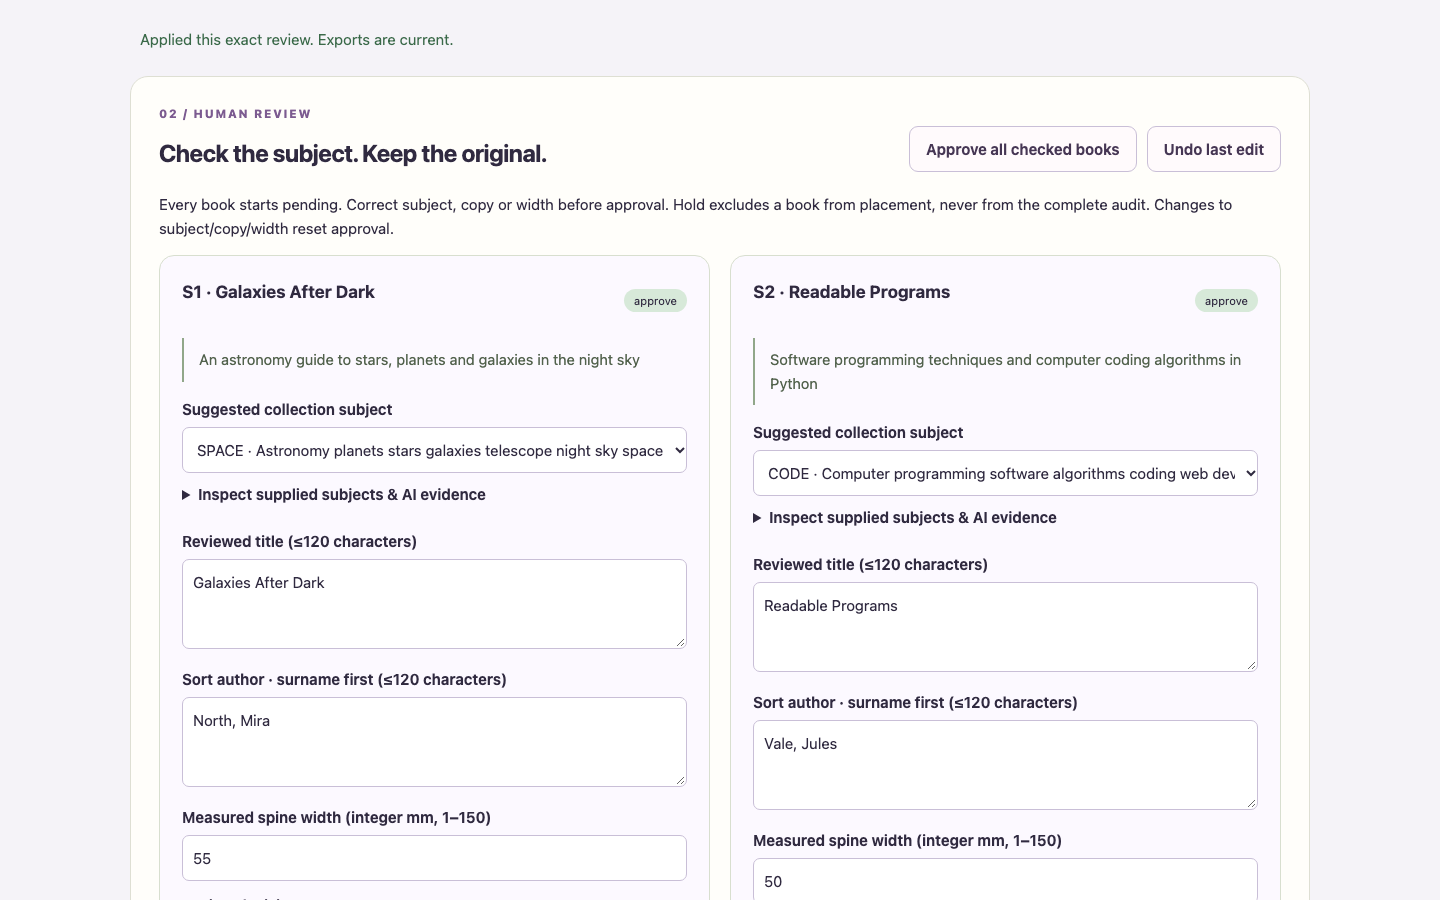 Applied this exact review. Exports are current.
02 / HUMAN REVIEW
Check the subject. Keep the original.
Approve all checked books
Undo last edit
Every book starts pending. Correct subject, copy or width before approval. Hold excludes a book from placement, never from the complete audit. Changes to
subject/copy/width reset approval.
S1 · Galaxies After Dark
approve
An astronomy guide to stars, planets and galaxies in the night sky
Suggested collection subject
SPACE · Astronomy planets stars galaxies telescope night sky space
Inspect supplied subjects & AI evidence
Reviewed title (≤120 characters)
Galaxies After Dark
Sort author · surname first (≤120 characters)
North, Mira
Measured spine width (integer mm, 1–150)
55
S2 · Readable Programs
approve
Software programming techniques and computer coding algorithms in
Python
Suggested collection subject
CODE · Computer programming software algorithms coding web dev
Inspect supplied subjects & AI evidence
Reviewed title (≤120 characters)
Readable Programs
Sort author · surname first (≤120 characters)
Vale, Jules
Measured spine width (integer mm, 1–150)
50